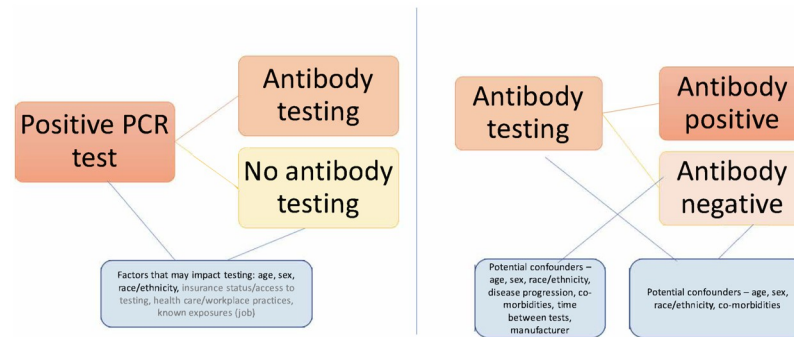 Positive PCR
test
Antibody
testing
No antibody
testing
Factors that may impact testing: age, sex,
race/ethnicity, insurance status/access to
testing, health care/workplace practices,
known exposures (job)
Antibody
testing
Antibody
positive
Antibody
negative
Potential confounders –
age, sex, race/ethnicity,
disease progression, co-
morbidities, time
between tests,
manufacturer
Potential confounders – age, sex,
race/ethnicity, co-morbidities